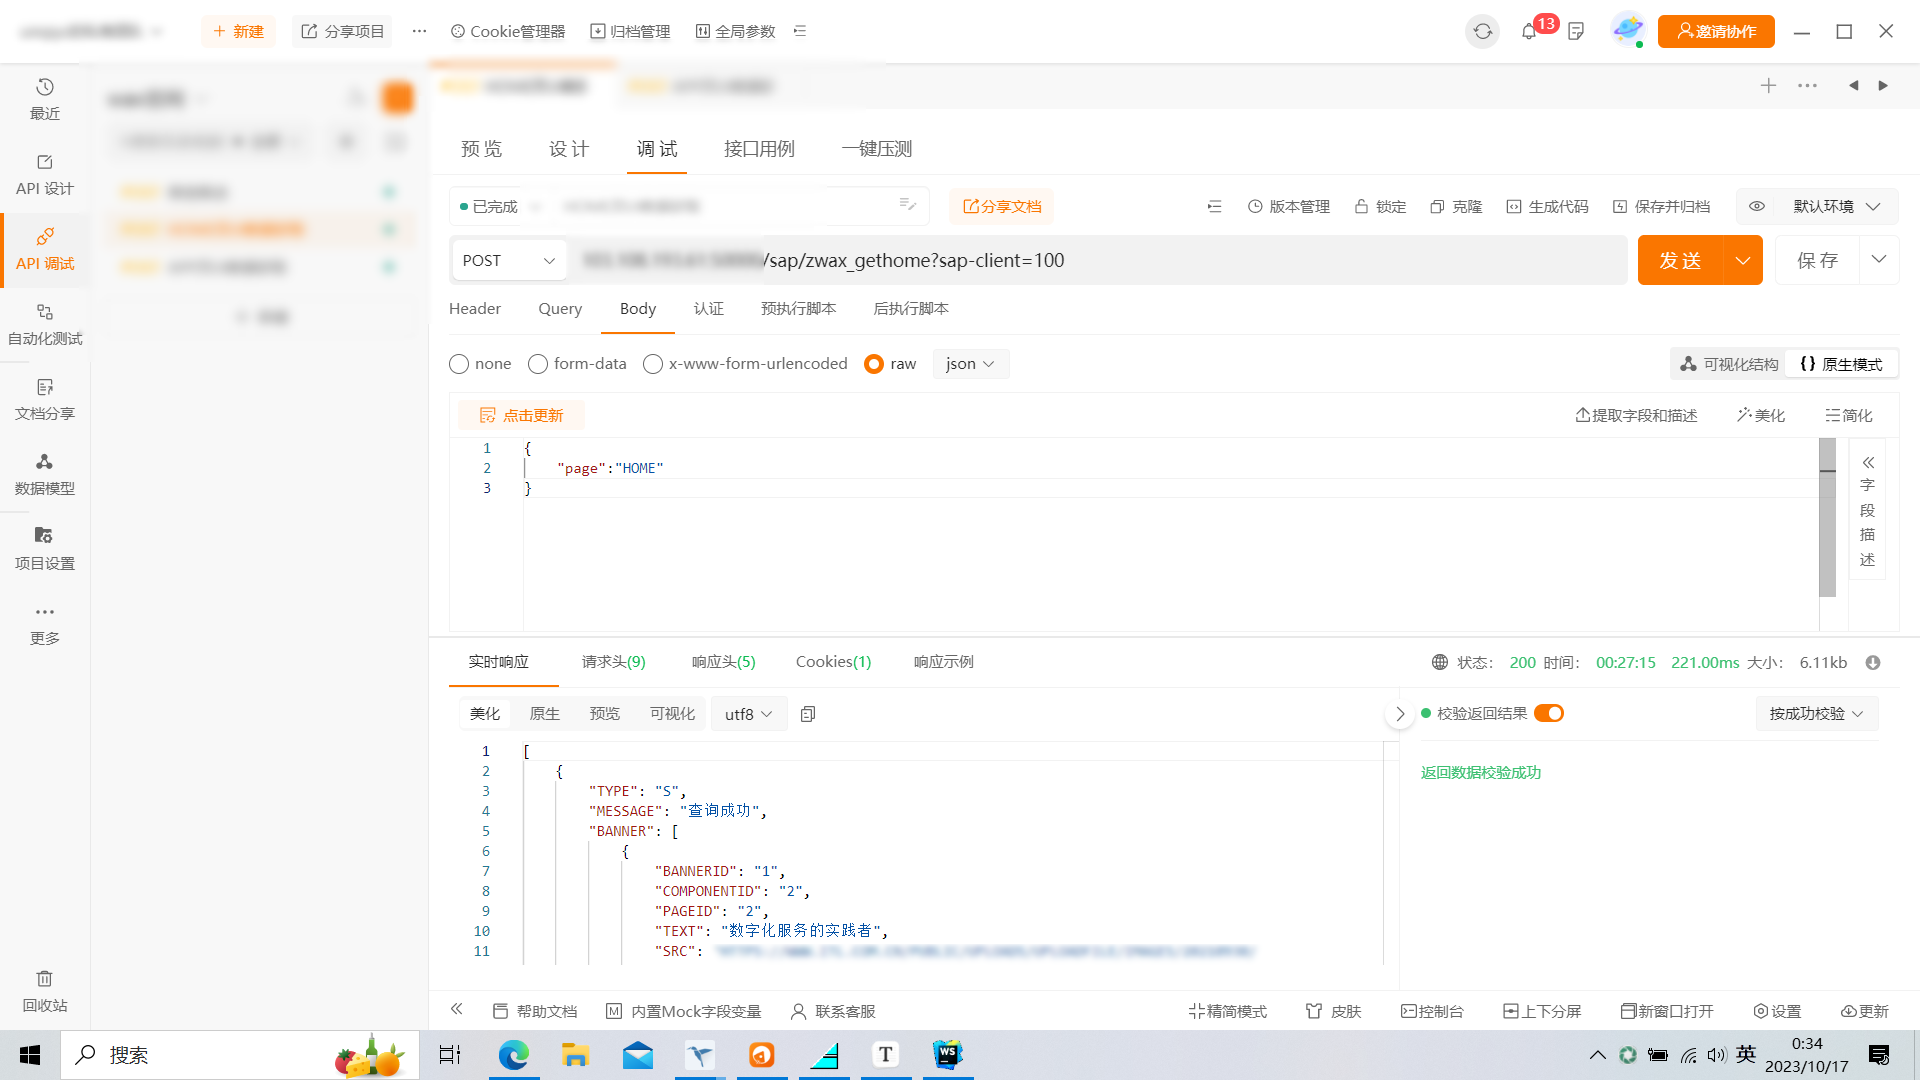 新建
分享项目
Cookie管理器
归档管理
全局参数
13
邀请协作
最近
API 设计
API 调试
自动化测试
文档分享
数据模型
项目设置
更多
回收站
预览
设计
调试
接口用例
一键压测
已完成
分享文档
版本管理
锁定
克隆
生成代码
保存并归档
默认环境
POST
/sap/zwax_gethome?sap-client=100
发送
保存
Header
Query
Body
认证
预执行脚本
后执行脚本
none
form-data
x-www-form-urlencoded
raw
json
可视化结构
原生模式
点击更新
提取字段和描述
美化
简化
1 {
2 "page":"HOME"
3 }
字
段
描
述
实时响应
请求头(9)
响应头(5)
Cookies(1)
响应示例
状态: 200 时间: 00:27:15 221.00ms 大小: 6.11kb
美化
原生
预览
可视化
utf8
校验返回结果
按成功校验
返回数据校验成功
1 [
2 {
3 "TYPE": "S",
4 "MESSAGE": "查询成功",
5 "BANNER": [
6 {
7 "BANNERID": "1",
8 "COMPONENTID": "2",
9 "PAGEID": "2",
10 "TEXT": "数字化服务的实践者",
11 "SRC":
帮助文档
内置Mock字段变量
联系客服
精简模式
皮肤
控制台
上下分屏
新窗口打开
设置
更新
搜索
T
WS
英
0:34
2023/10/17